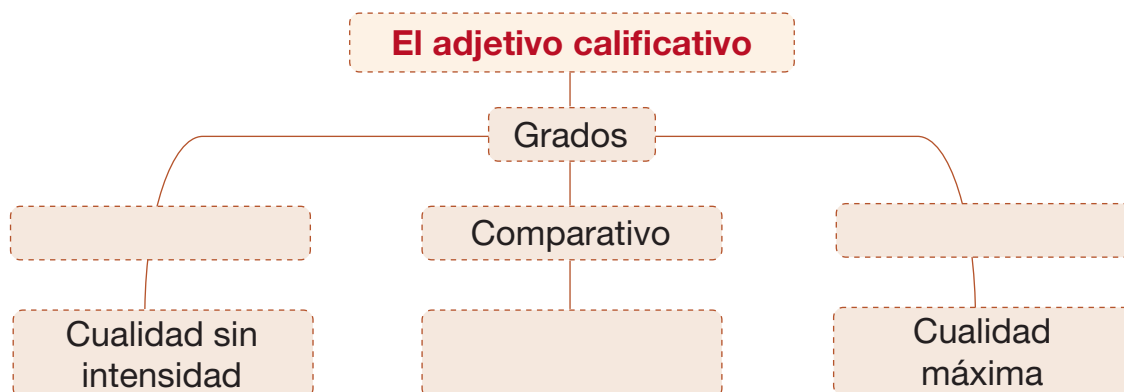 El adjetivo calificativo
Grados
Comparativo
Cualidad sin
intensidad
Cualidad
máxima